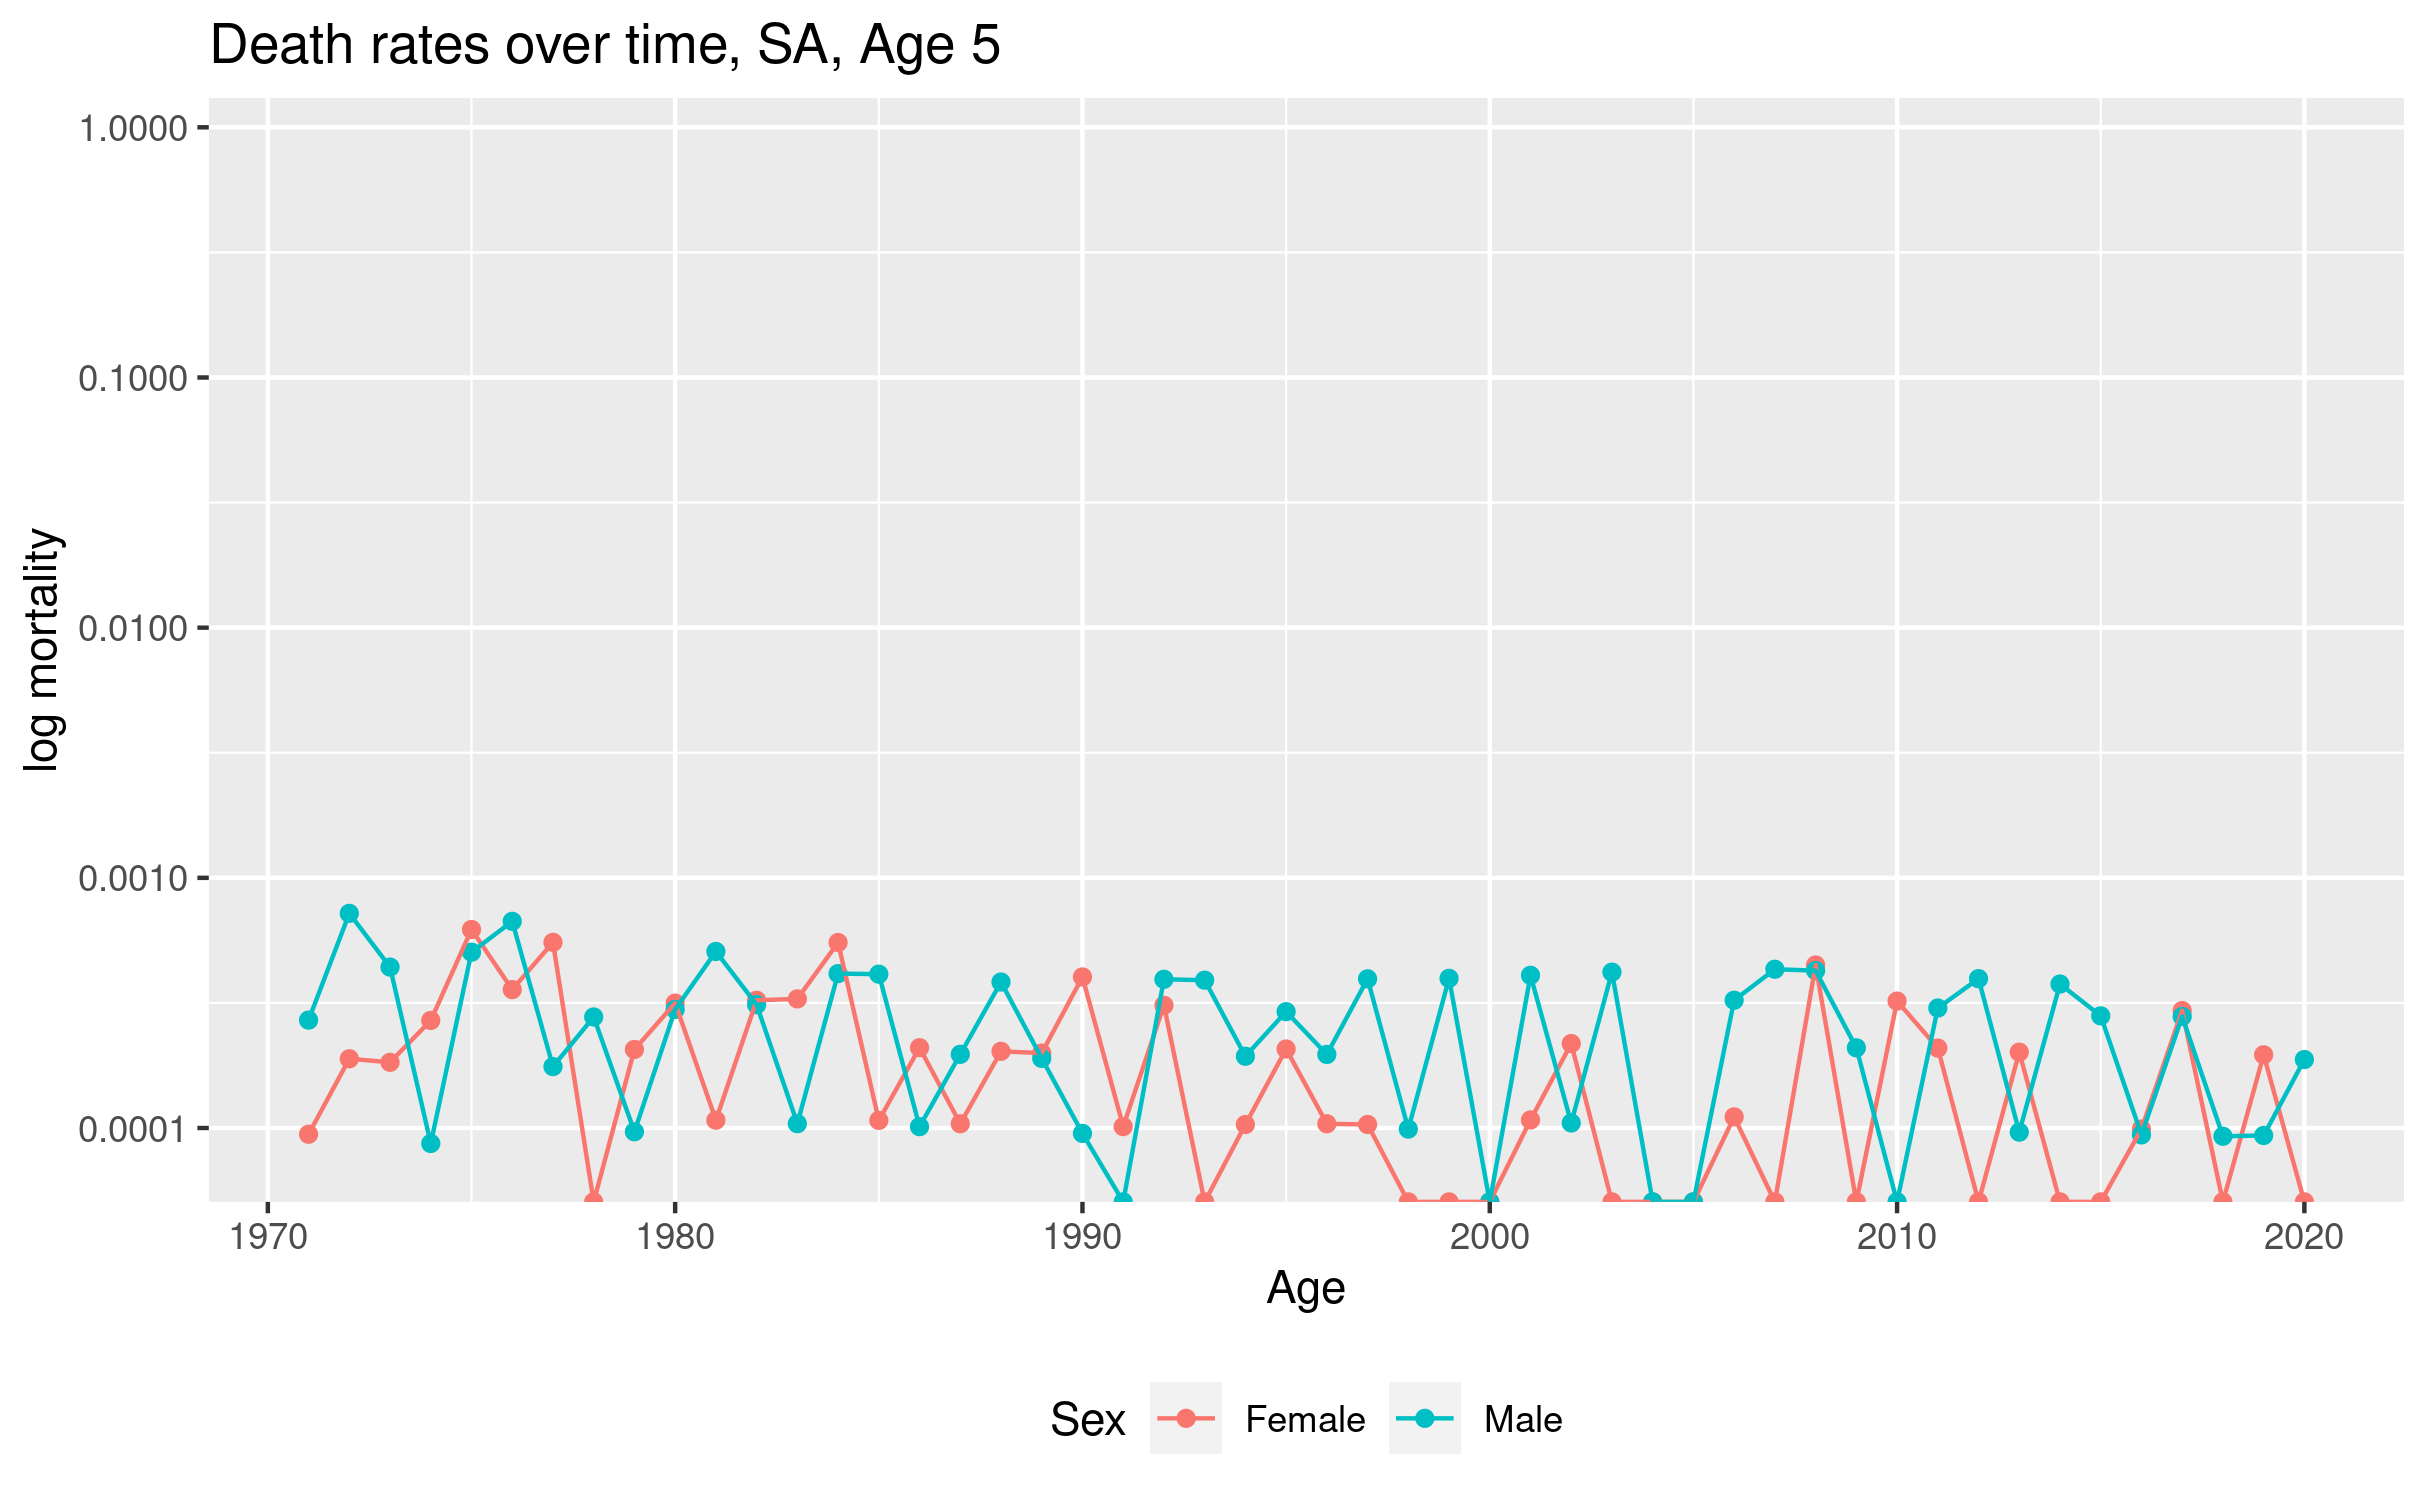 Death rates over time, SA, Age 5
log mortality
1.0000
0.1000
0.0100
0.0010
0.0001
1970 1980 1990 2000 2010 2020
Age
Sex Female Male